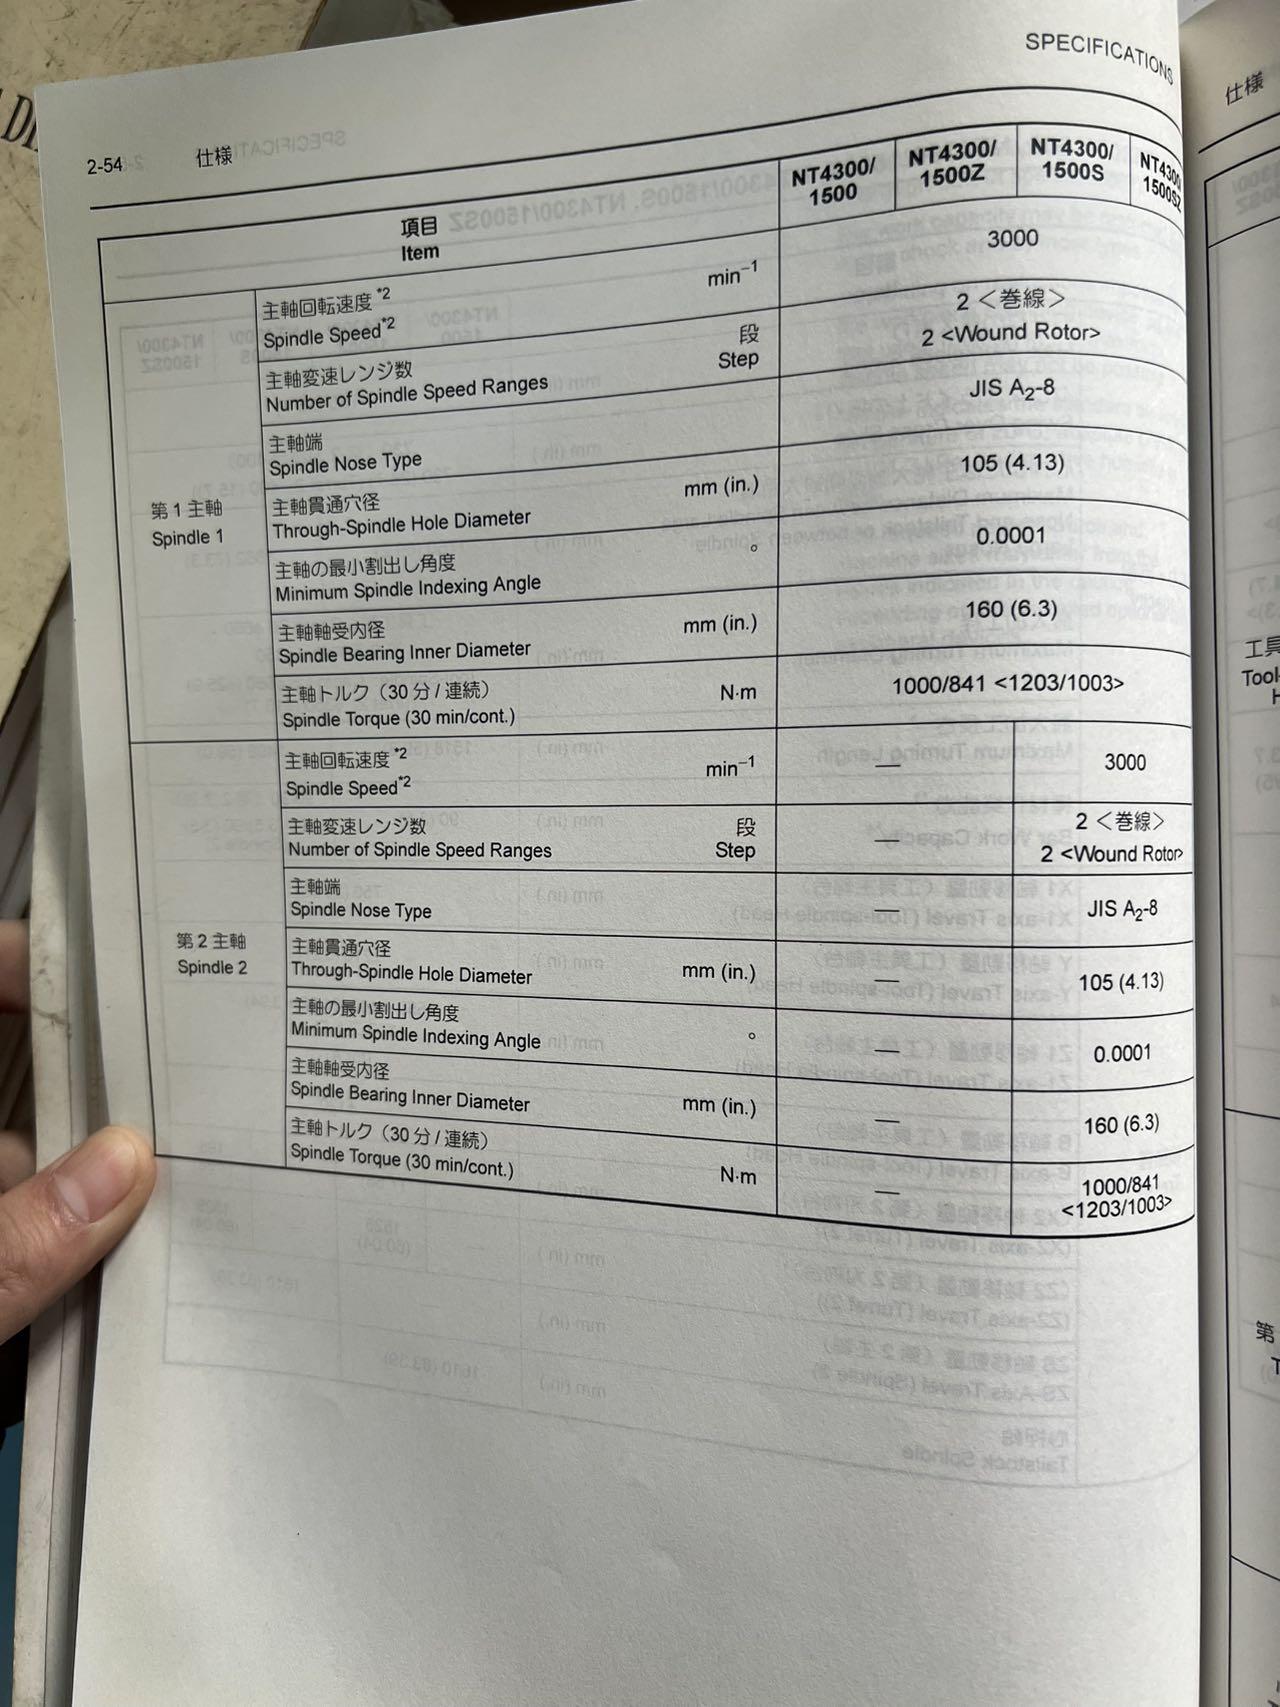 SPECIFICATIONS
2-54 仕様
項目
Item
NT4300/
1500
NT4300/
1500Z
NT4300/
1500S
NT4300/
1500SZ
第1主軸
Spindle 1
主軸回転速度 *2
Spindle Speed*2
min−1
3000
主軸変速レンジ数
Number of Spindle Speed Ranges
段
Step
2 <巻線>
2 <Wound Rotor>
主軸端
Spindle Nose Type
JIS A2-8
主軸貫通穴径
Through-Spindle Hole Diameter
mm (in.)
105 (4.13)
主軸の最小割出し角度
Minimum Spindle Indexing Angle
°
0.0001
主軸軸受内径
Spindle Bearing Inner Diameter
mm (in.)
160 (6.3)
主軸トルク（30 分 / 連続）
Spindle Torque (30 min/cont.)
N·m
1000/841 <1203/1003>
第2主軸
Spindle 2
主軸回転速度 *2
Spindle Speed*2
min−1
—
3000
主軸変速レンジ数
Number of Spindle Speed Ranges
段
Step
—
2 <巻線>
2 <Wound Rotor>
主軸端
Spindle Nose Type
—
JIS A2-8
主軸貫通穴径
Through-Spindle Hole Diameter
mm (in.)
—
105 (4.13)
主軸の最小割出し角度
Minimum Spindle Indexing Angle
°
—
0.0001
主軸軸受内径
Spindle Bearing Inner Diameter
mm (in.)
—
160 (6.3)
主軸トルク（30 分 / 連続）
Spindle Torque (30 min/cont.)
N·m
—
1000/841
<1203/1003>
仕様